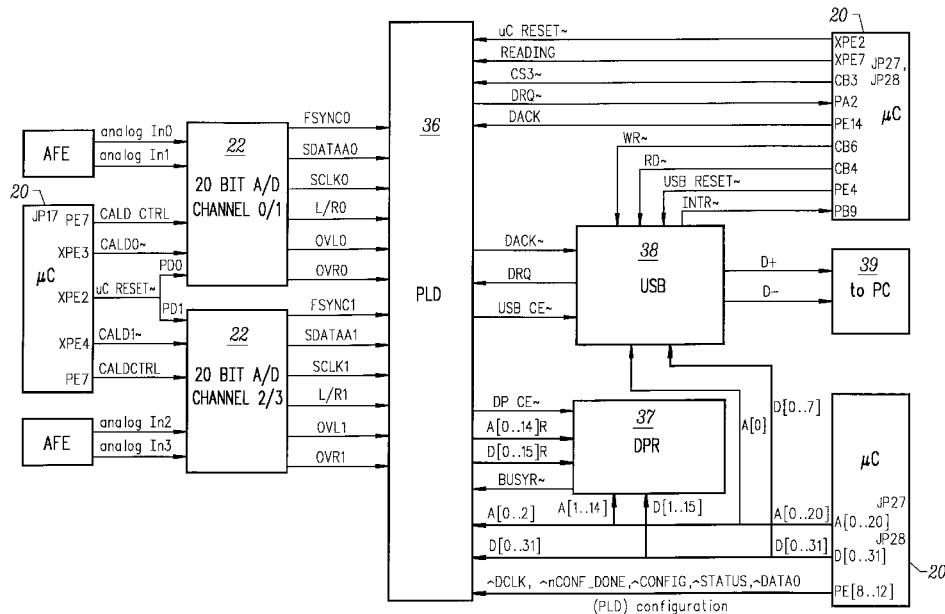 20
uC RESET~
XPE2
READING
XPE7
JP27,
CS3~
CB3
JP28
36
DRQ~
PA2
µC
DACK
PE14
WR~
CB6
RD~
CB4
USB RESET~
PE4
INTR~
PB9
AFE
analog In0
analog In1
22
20 BIT A/D
CHANNEL 0/1
FSYNC0
SDATAA0
SCLK0
L/R0
OVL0
OVR0
20
JP17
µC
PE7
CALD CTRL
XPE3
CALD0~
PD0
XPE2
uC RESET~
PD1
XPE4
CALD1~
PE7
CALDCTRL
22
20 BIT A/D
CHANNEL 2/3
FSYNC1
SDATAA1
SCLK1
L/R1
OVL1
OVR1
AFE
analog In2
analog In3
PLD
DACK~
DRQ
USB CE~
38
USB
D+
D-
39
to PC
DP CE~
A[0..14]R
D[0..15]R
BUSYR~
37
DPR
A[0]
D[0..7]
µC
A[0..2]
A[1..14]
D[1..15]
A[0..20]
JP27
A[0..20]
JP28
D[0..31]
D[0..31]
D[0..31]
20
~DCLK, ~nCONF_DONE,~CONFIG,~STATUS,~DATA0
PE[8..12]
(PLD) configuration